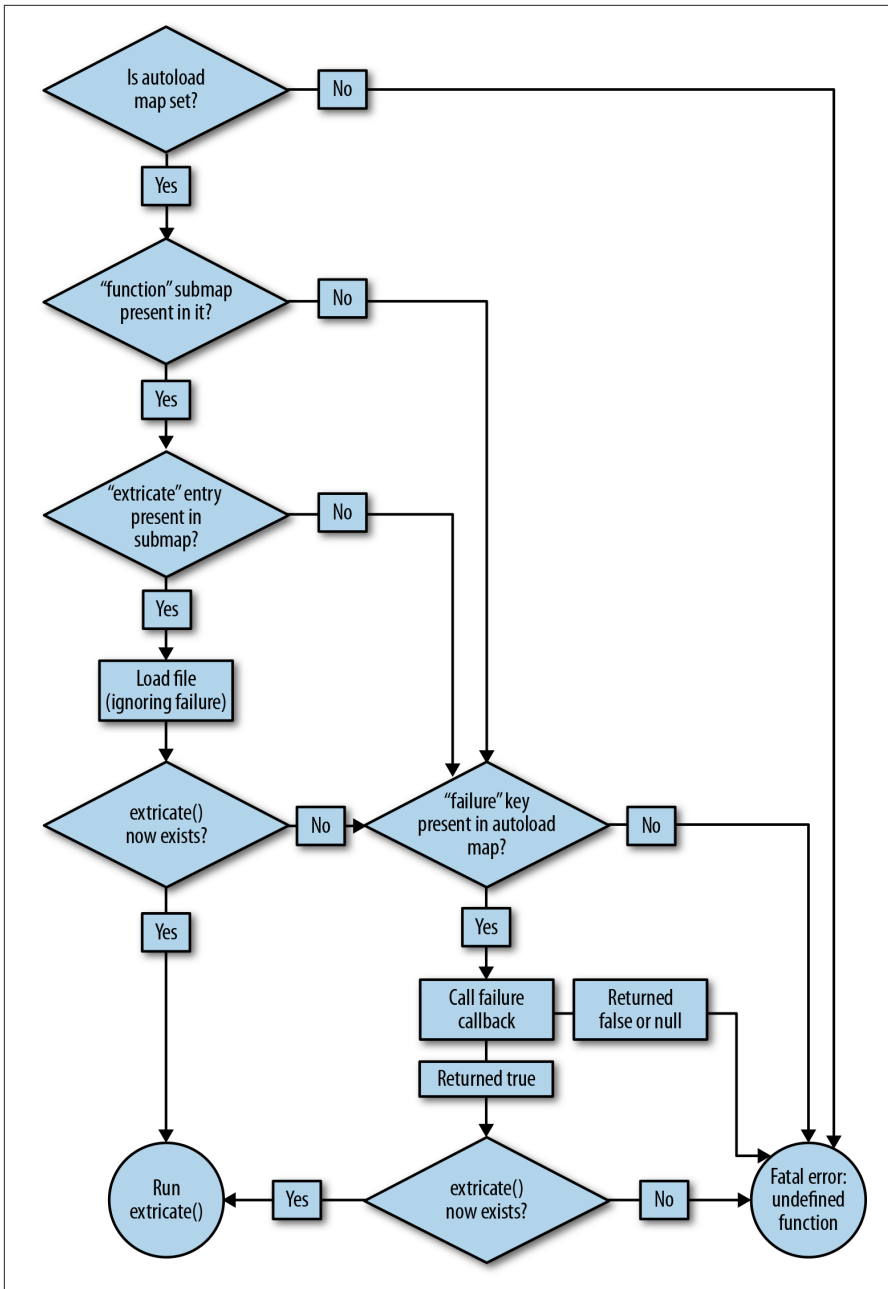 Is autoload
map set?
No
Yes
“function” submap
present in it?
No
Yes
“extricate” entry
present in
submap?
No
Yes
Load file
(ignoring failure)
extricate()
now exists?
No
“failure” key
present in autoload
map?
No
Yes
Yes
Call failure
callback
Returned
false or null
Returned true
Run
extricate()
Yes
extricate()
now exists?
No
Fatal error:
undefined
function